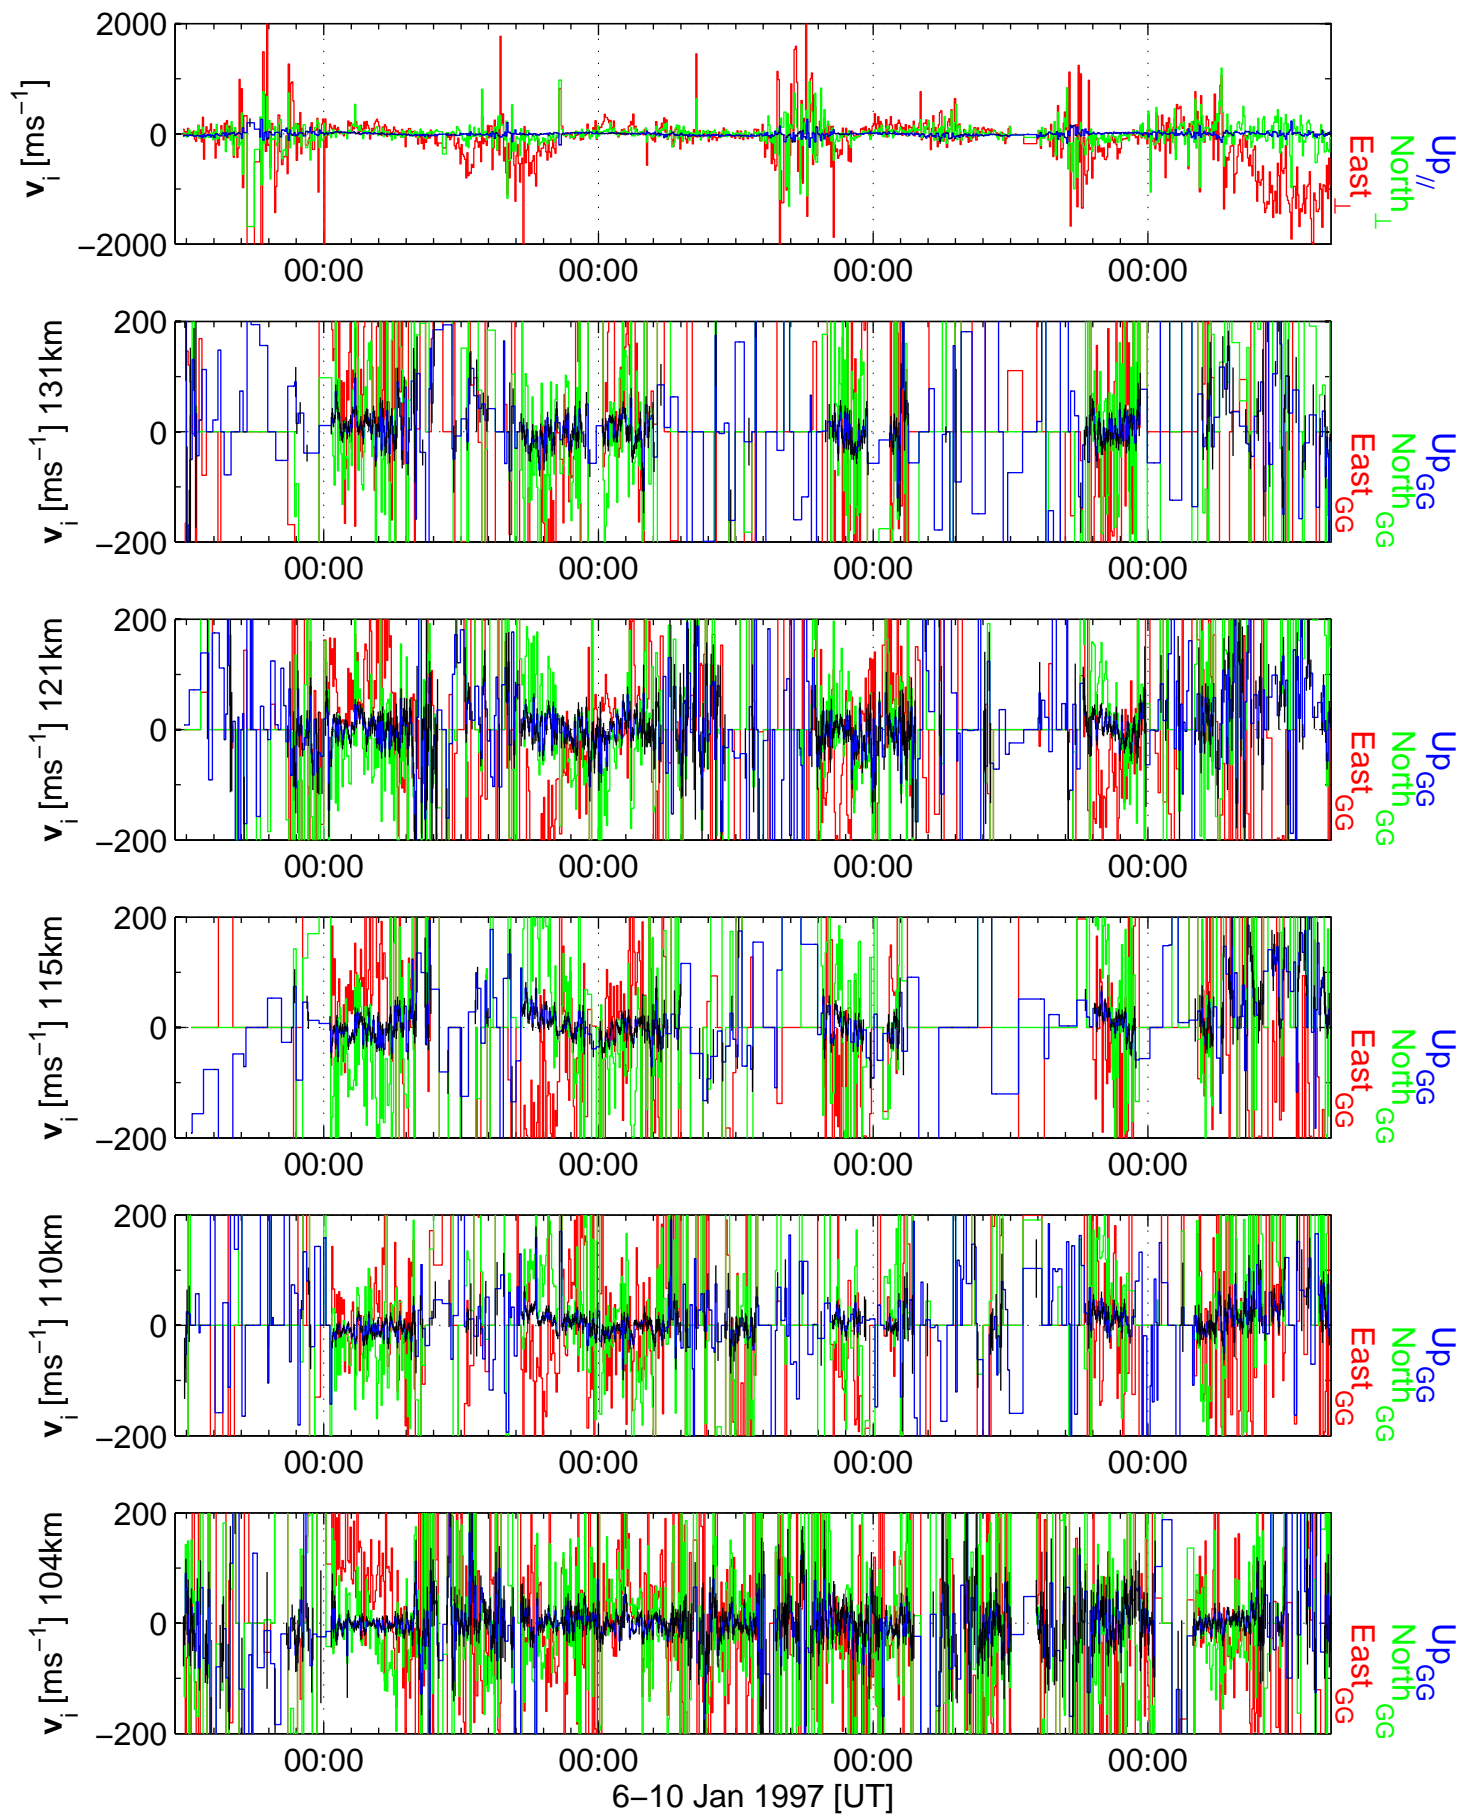 2000
0
−2000
v_i [ms⁻¹]
00:00 00:00 00:00 00:00
East_⊥
North_⊥
Up_//
200
0
−200
v_i [ms⁻¹] 131km
00:00 00:00 00:00 00:00
East_GG
North_GG
Up_GG
200
0
−200
v_i [ms⁻¹] 121km
00:00 00:00 00:00 00:00
East_GG
North_GG
Up_GG
200
0
−200
v_i [ms⁻¹] 115km
00:00 00:00 00:00 00:00
East_GG
North_GG
Up_GG
200
0
−200
v_i [ms⁻¹] 110km
00:00 00:00 00:00 00:00
East_GG
North_GG
Up_GG
200
0
−200
v_i [ms⁻¹] 104km
00:00 00:00 00:00 00:00
East_GG
North_GG
Up_GG
6−10 Jan 1997 [UT]